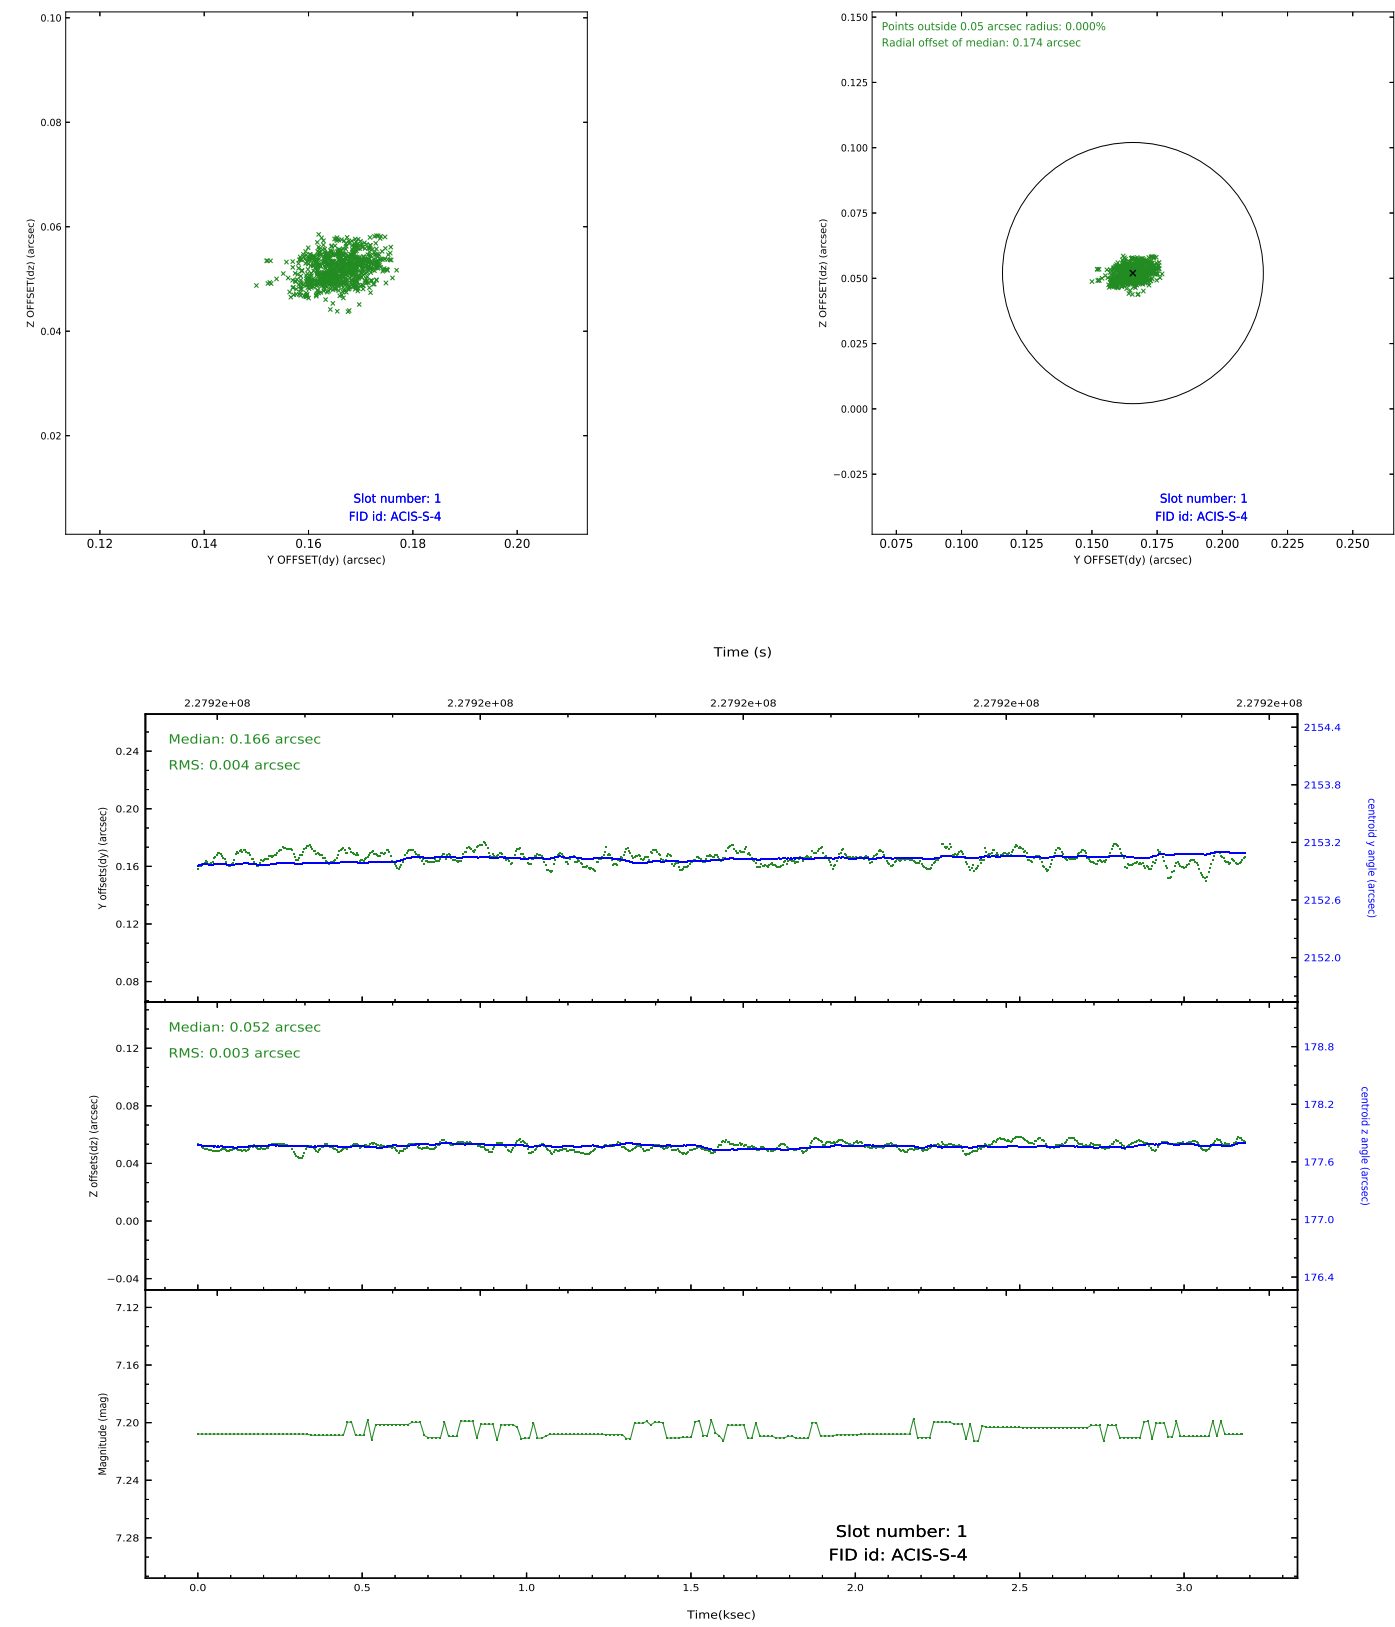 0.10
0.08
0.06
0.04
0.02
Z OFFSET(dz) (arcsec)
Slot number: 1
FID id: ACIS-S-4
0.12 0.14 0.16 0.18 0.20
Y OFFSET(dy) (arcsec)
Points outside 0.05 arcsec radius: 0.000%
Radial offset of median: 0.174 arcsec
0.150
0.125
0.100
0.075
0.050
0.025
0.000
−0.025
Z OFFSET(dz) (arcsec)
Slot number: 1
FID id: ACIS-S-4
0.075 0.100 0.125 0.150 0.175 0.200 0.225 0.250
Y OFFSET(dy) (arcsec)
Time (s)
2.2792e+08 2.2792e+08 2.2792e+08 2.2792e+08 2.2792e+08
Median: 0.166 arcsec
RMS: 0.004 arcsec
0.24
0.20
0.16
0.12
0.08
Y offsets(dy) (arcsec)
2154.4
2153.8
2153.2
2152.6
2152.0
centroid y angle (arcsec)
Median: 0.052 arcsec
RMS: 0.003 arcsec
0.12
0.08
0.04
0.00
−0.04
Z offsets(dz) (arcsec)
178.8
178.2
177.6
177.0
176.4
centroid z angle (arcsec)
7.12
7.16
7.20
7.24
7.28
Magnitude (mag)
Slot number: 1
FID id: ACIS-S-4
0.0 0.5 1.0 1.5 2.0 2.5 3.0
Time(ksec)